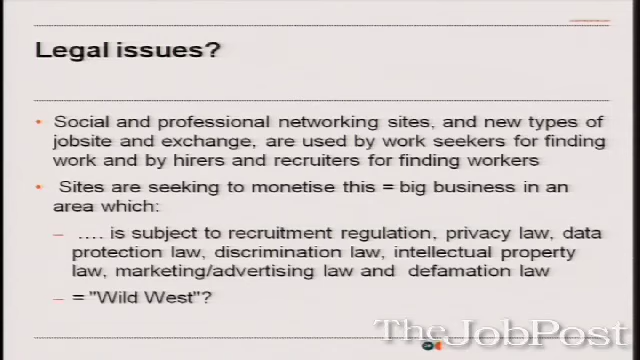 Legal issues?
• Social and professional networking sites, and new types of
jobsite and exchange, are used by work seekers for finding
work and by hirers and recruiters for finding workers
• Sites are seeking to monetise this = big business in an
area which:
– .... is subject to recruitment regulation, privacy law, data
protection law, discrimination law, intellectual property
law, marketing/advertising law and defamation law
– = "Wild West"?
TheJobPost